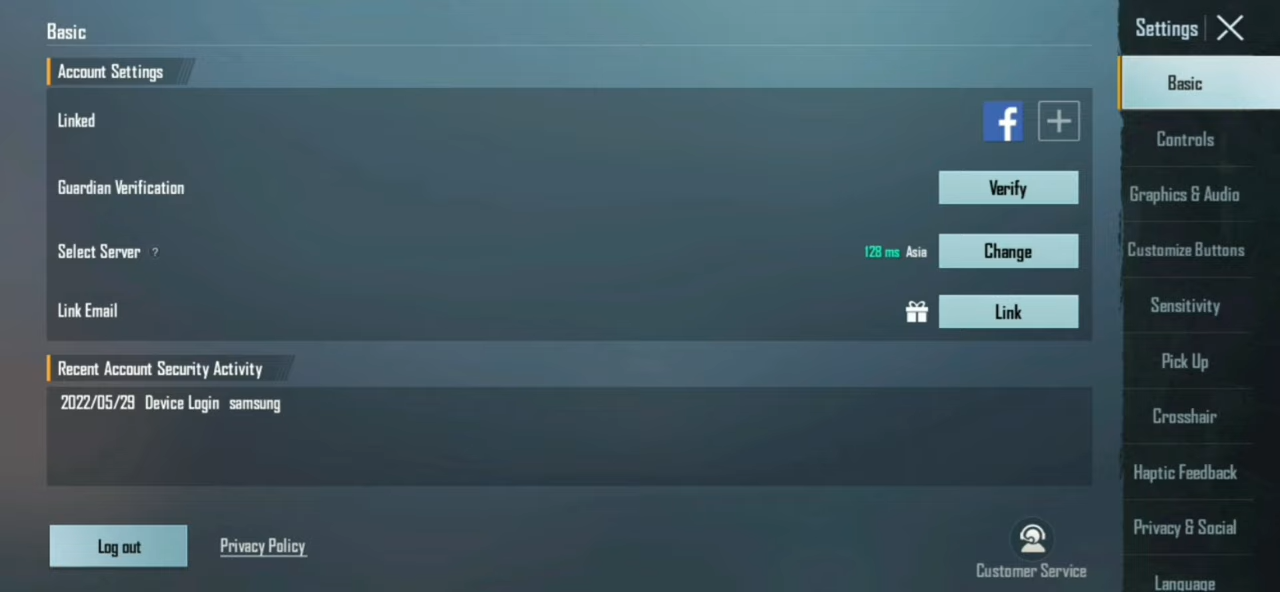 Basic
Settings
Account Settings
Basic
Linked
Controls
Guardian Verification
Verify
Graphics & Audio
Select Server ?
128 ms Asia
Change
Customize Buttons
Link Email
Link
Sensitivity
Recent Account Security Activity
Pick Up
2022/05/29 Device Login samsung
Crosshair
Haptic Feedback
Log out
Privacy Policy
Privacy & Social
Customer Service
Language